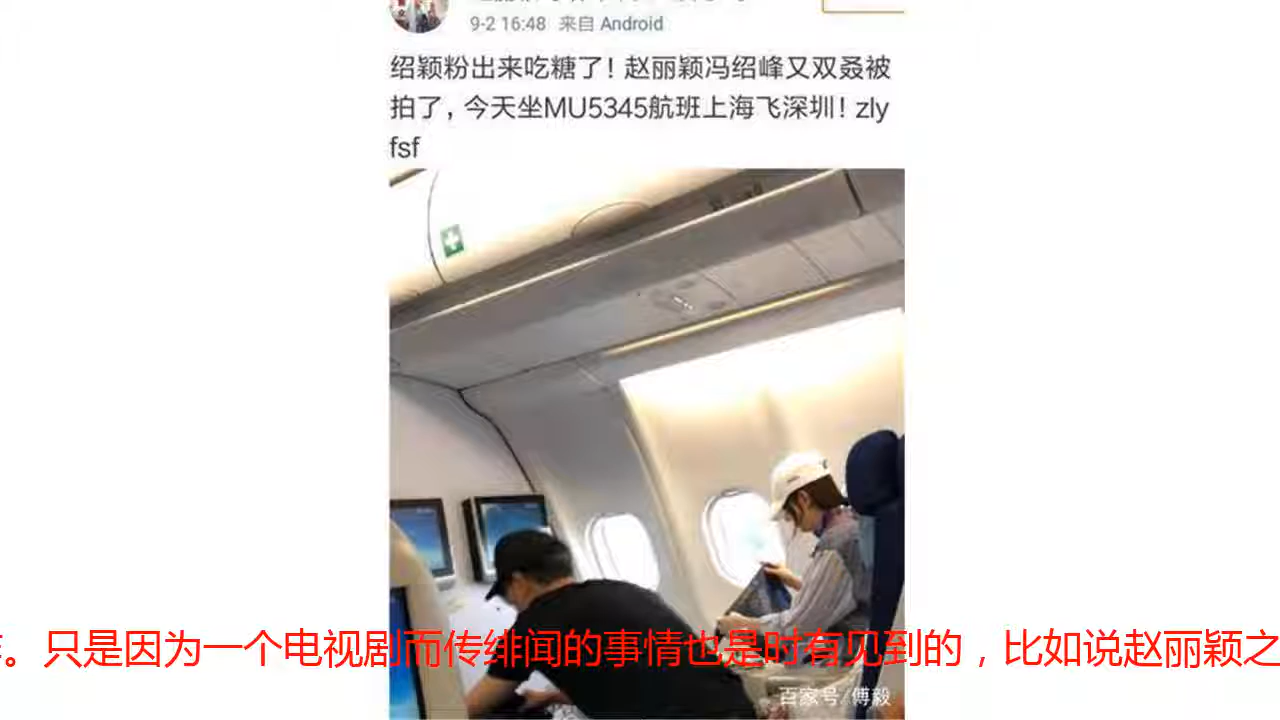 9-2 16:48 来自 Android
绍颖粉出来吃糖了！赵丽颖冯绍峰又双叒被
拍了，今天坐MU5345航班上海飞深圳！zly
fsf
。只是因为一个电视剧而传绯闻的事情也是时有见到的，比如说赵丽颖之
百家号/傅毅